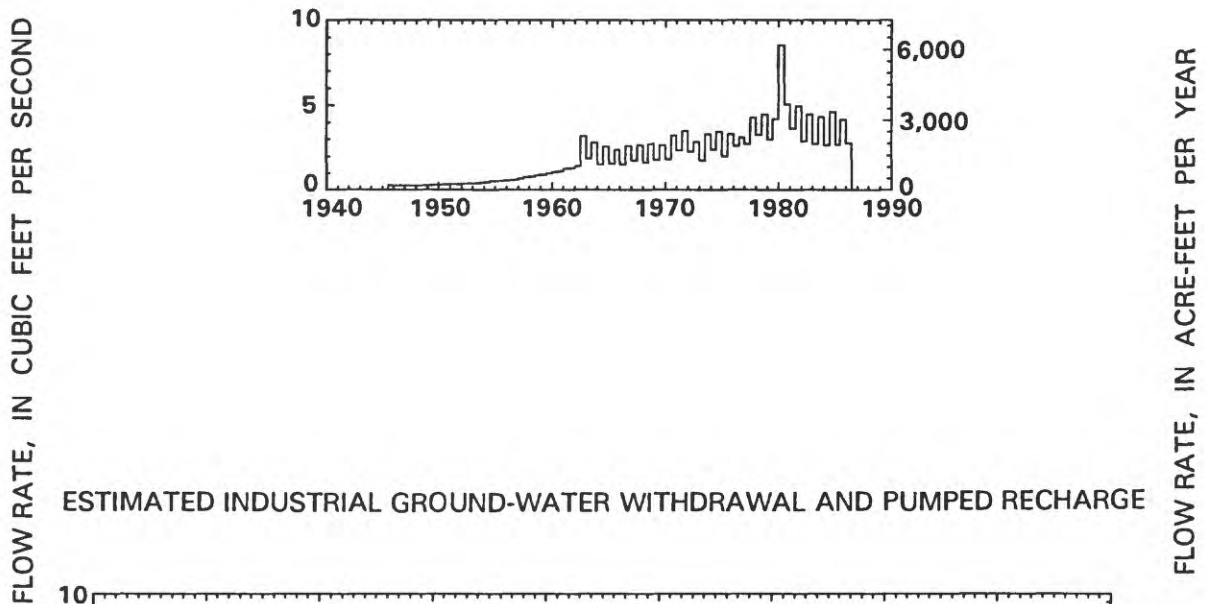 FLOW RATE, IN CUBIC FEET PER SECOND
10
5
0
6,000
3,000
0
1940 1950 1960 1970 1980 1990
FLOW RATE, IN ACRE-FEET PER YEAR
ESTIMATED INDUSTRIAL GROUND-WATER WITHDRAWAL AND PUMPED RECHARGE
10